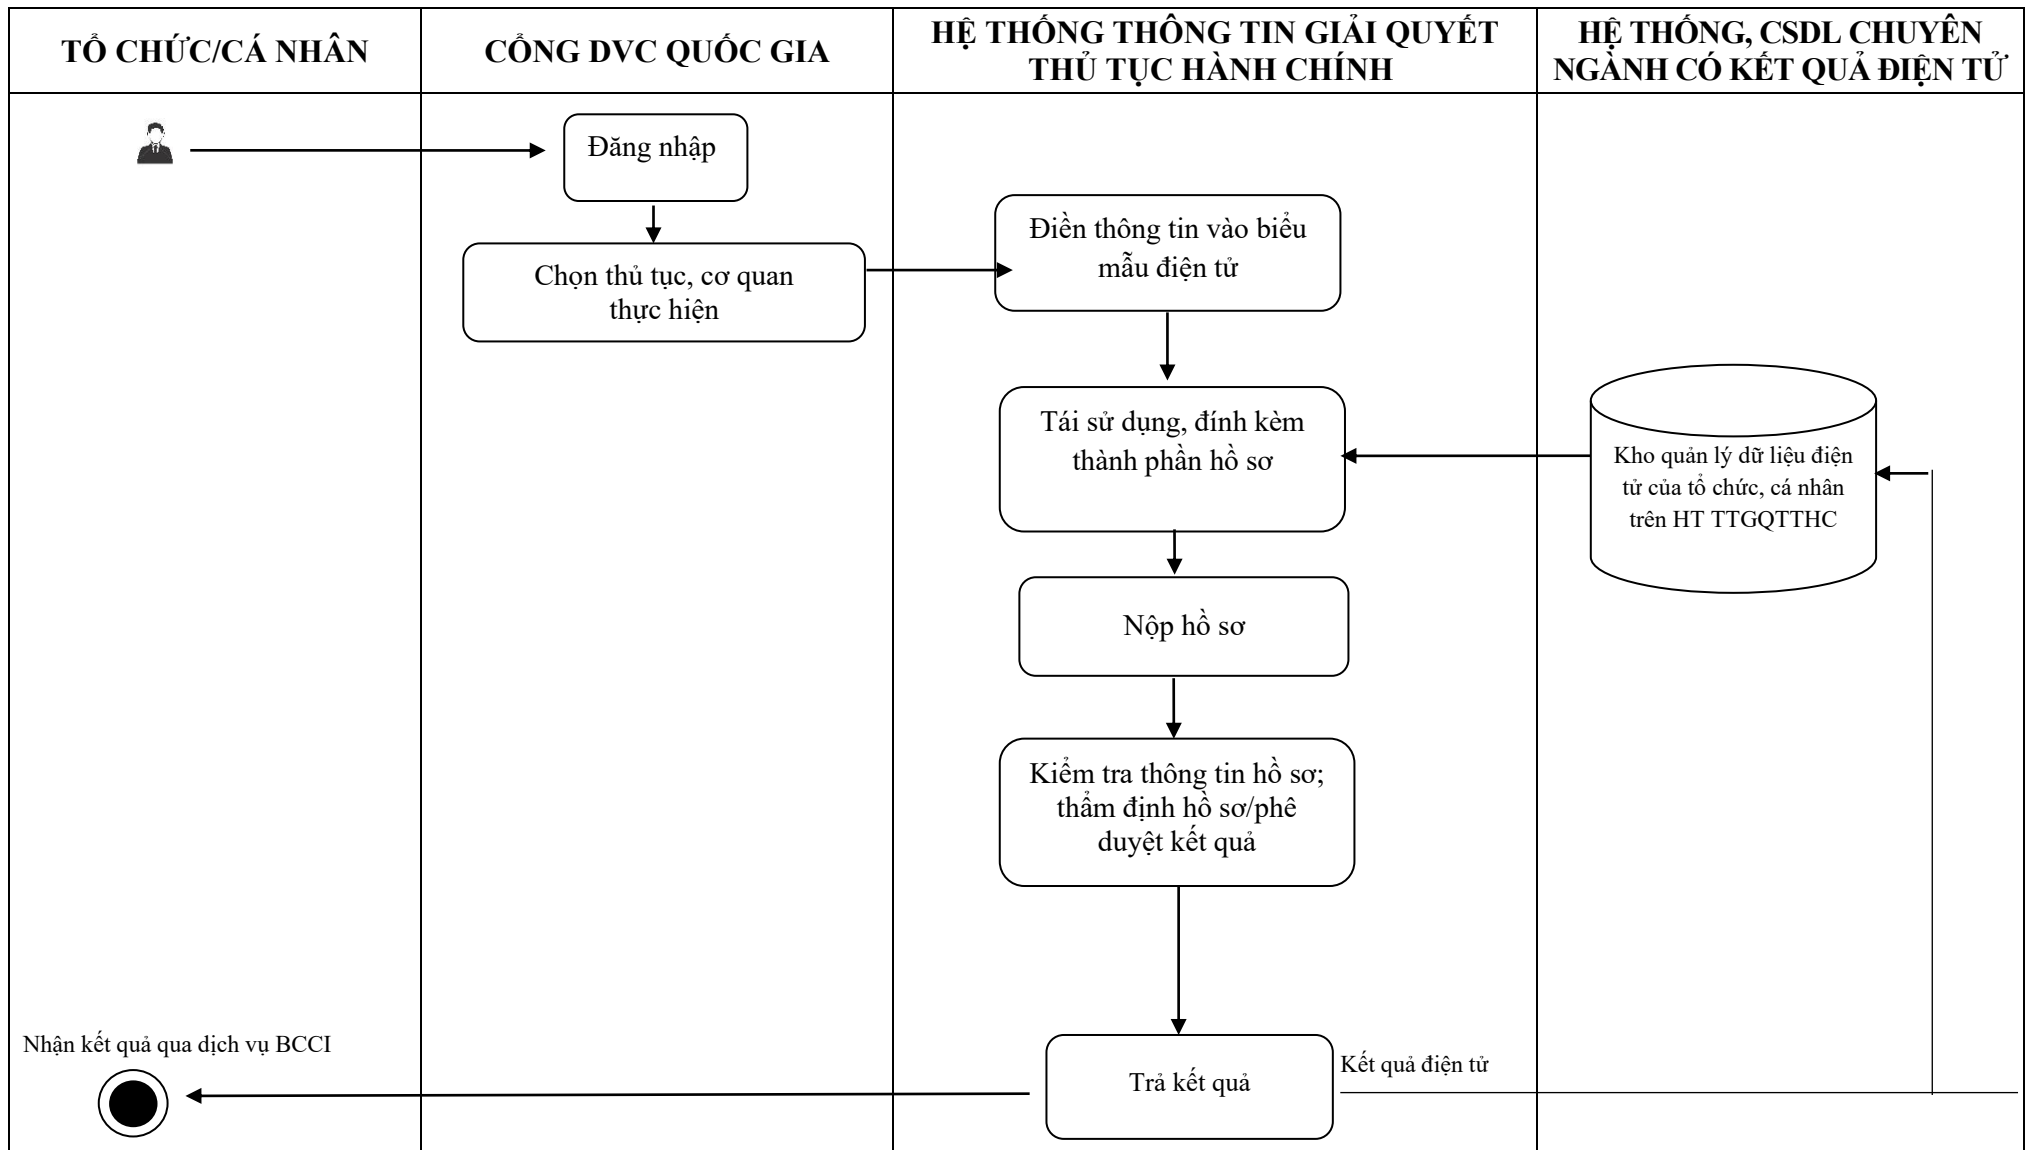 TỔ CHỨC/CÁ NHÂN
CỔNG DVC QUỐC GIA
HỆ THỐNG THÔNG TIN GIẢI QUYẾT
THỦ TỤC HÀNH CHÍNH
HỆ THỐNG, CSDL CHUYÊN
NGÀNH CÓ KẾT QUẢ ĐIỆN TỬ
Đăng nhập
Chọn thủ tục, cơ quan
thực hiện
Điền thông tin vào biểu
mẫu điện tử
Tái sử dụng, đính kèm
thành phần hồ sơ
Kho quản lý dữ liệu điện
tử của tổ chức, cá nhân
trên HT TTGQTTHC
Nộp hồ sơ
Kiểm tra thông tin hồ sơ;
thẩm định hồ sơ/phê
duyệt kết quả
Nhận kết quả qua dịch vụ BCCI
Trả kết quả
Kết quả điện tử